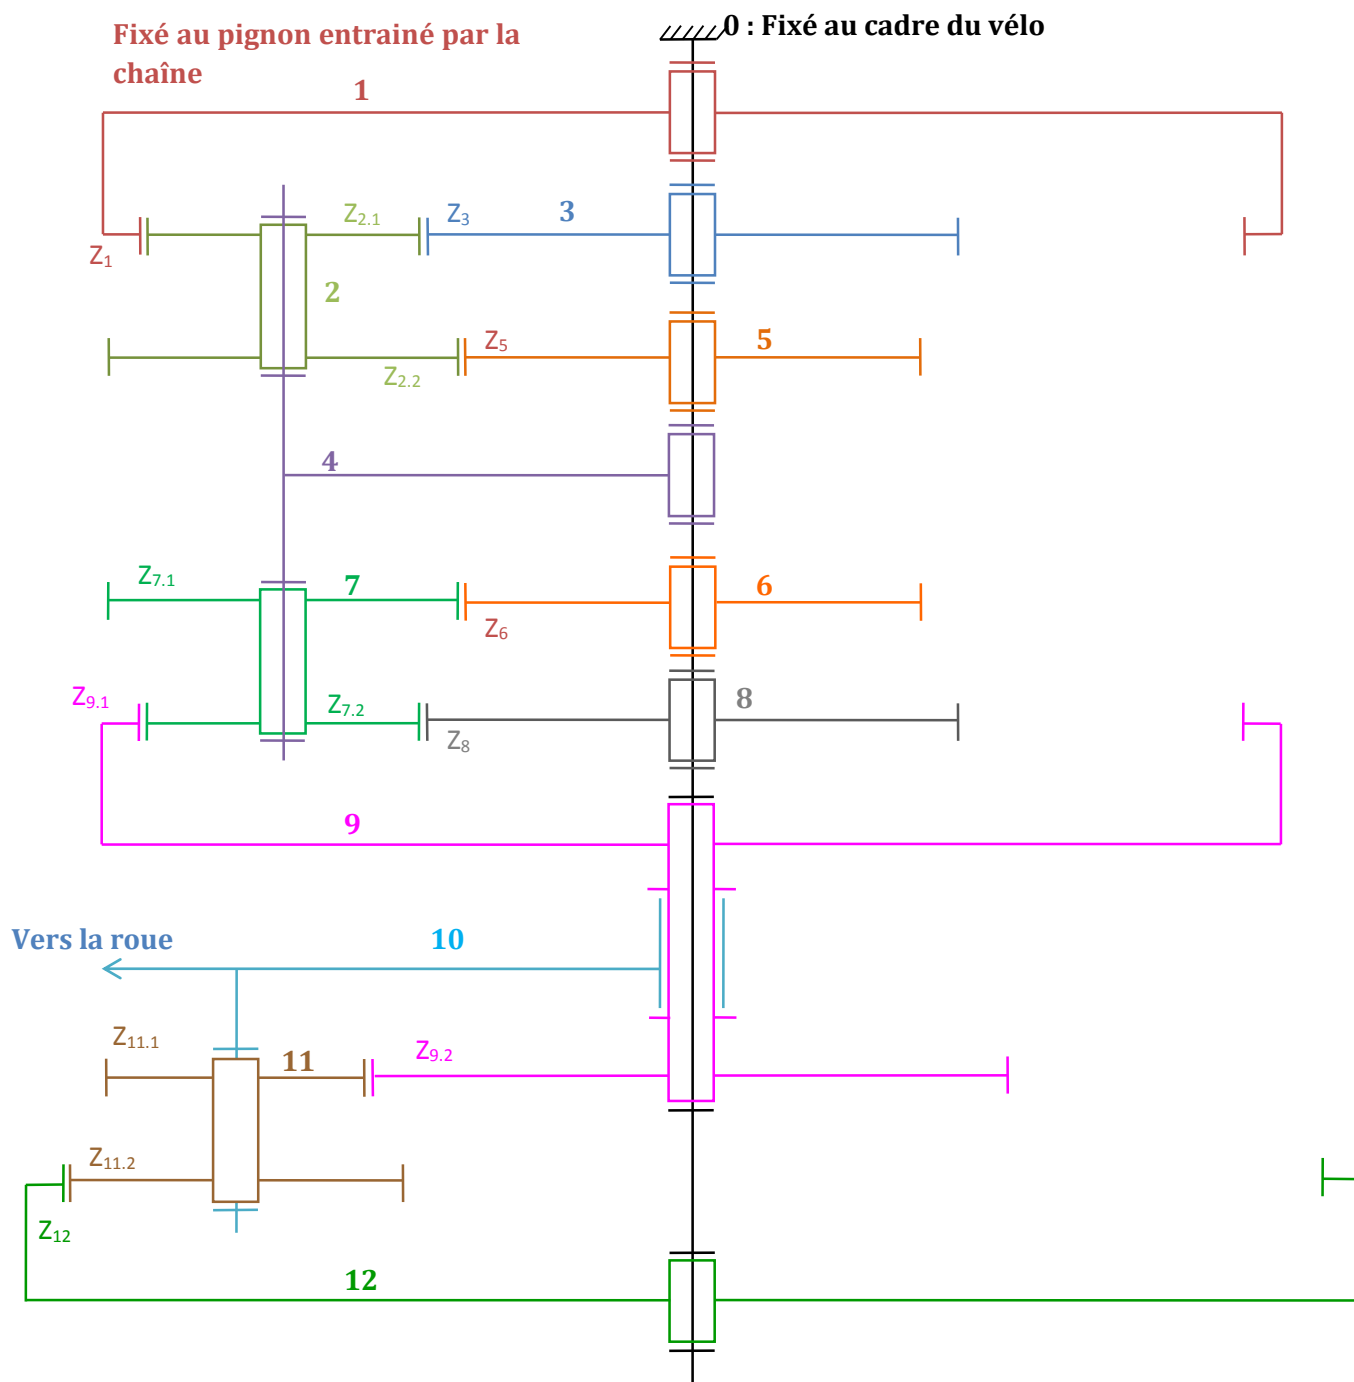 0 : Fixé au cadre du vélo
Fixé au pignon entrainé par la
chaîne
1
Z2.1
Z3
3
Z1
2
Z5
5
Z2.2
4
Z7.1
7
6
Z6
Z9.1
Z7.2
8
Z8
9
Vers la roue
10
Z11.1
11
Z9.2
Z11.2
Z12
12